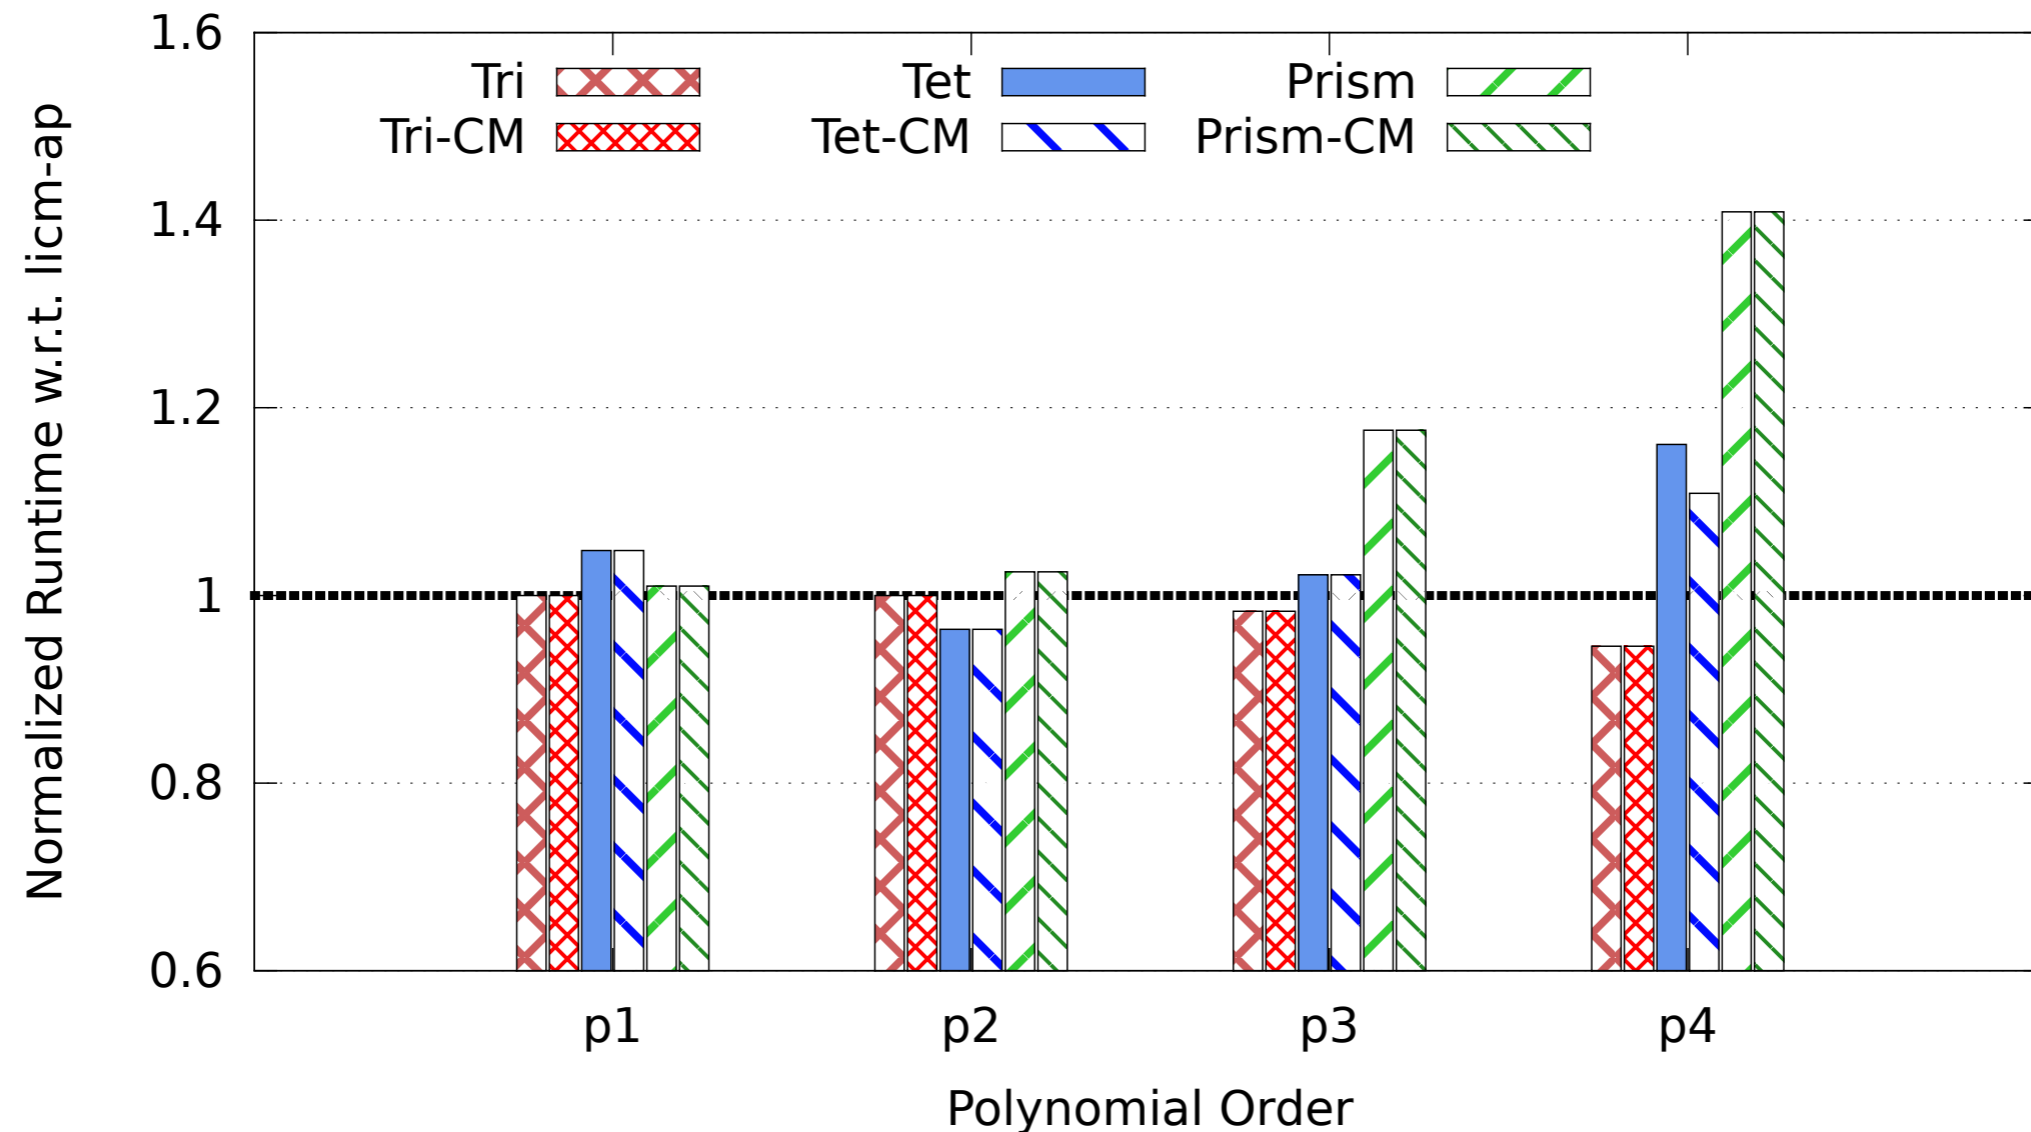 Normalized Runtime w.r.t. licm-ap
1.6
1.4
1.2
1
0.8
0.6
Tri Tet Prism
Tri-CM Tet-CM Prism-CM
p1 p2 p3 p4
Polynomial Order